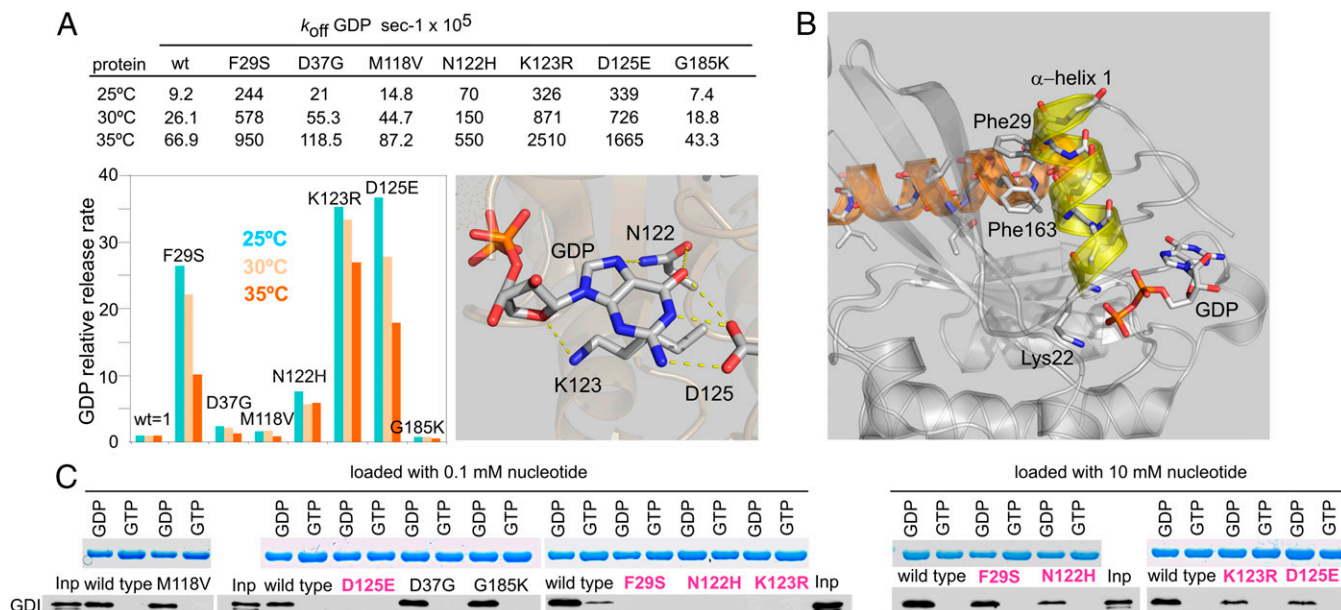 A
k off GDP sec-1 x 10⁵
protein wt F29S D37G M118V N122H K123R D125E G185K
25ºC 9.2 244 21 14.8 70 326 339 7.4
30ºC 26.1 578 55.3 44.7 150 871 726 18.8
35ºC 66.9 950 118.5 87.2 550 2510 1665 43.3
GDP relative release rate
40
30
20
10
0
wt=1
F29S
D37G
M118V
N122H
K123R
D125E
G185K
25ºC
30ºC
35ºC
GDP
N122
K123
D125
B
α-helix 1
Phe29
Phe163
GDP
Lys22
C
loaded with 0.1 mM nucleotide
GDP GTP GDP GTP GDP GTP GDP GTP GDP GTP GDP GTP GDP GTP GDP GTP GDP GTP GDP GTP
Inp wild type M118V Inp wild type D125E D37G G185K wild type F29S N122H K123R Inp
GDI
loaded with 10 mM nucleotide
GDP GTP GDP GTP GDP GTP GDP GTP GDP GTP
wild type F29S N122H Inp K123R D125E